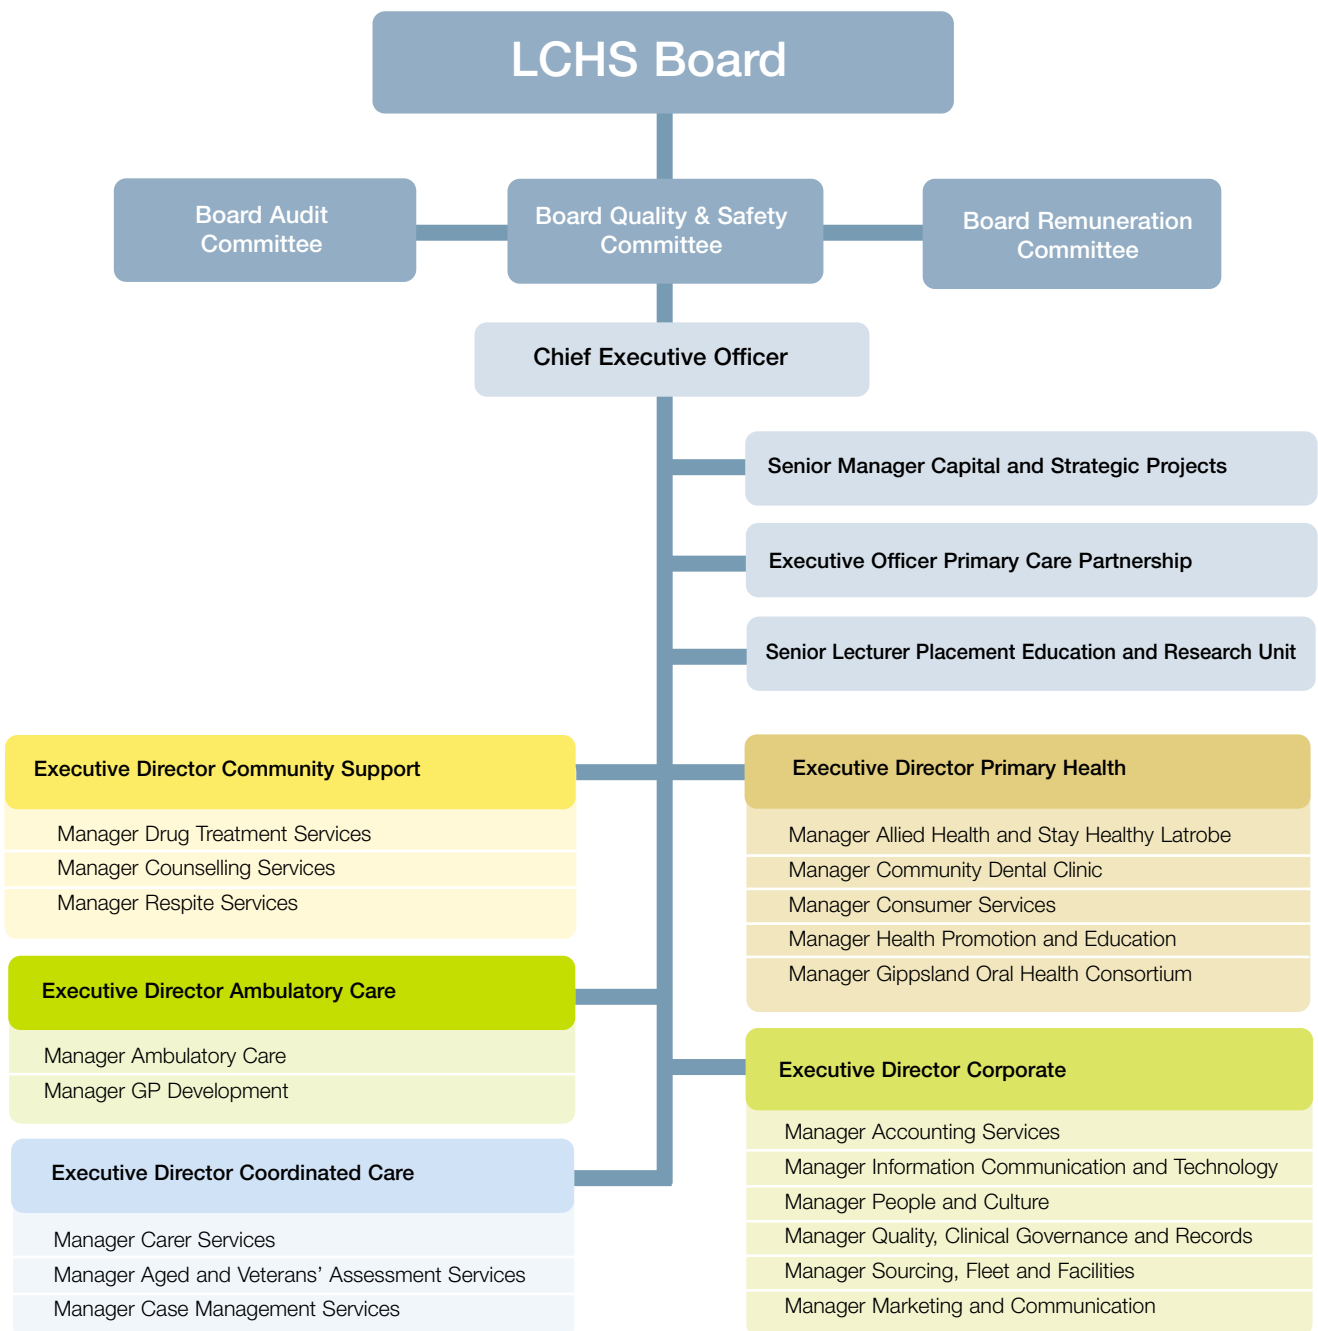 LCHS Board
Board Audit
Committee
Board Quality & Safety
Committee
Board Remuneration
Committee
Chief Executive Officer
Senior Manager Capital and Strategic Projects
Executive Officer Primary Care Partnership
Senior Lecturer Placement Education and Research Unit
Executive Director Community Support
Manager Drug Treatment Services
Manager Counselling Services
Manager Respite Services
Executive Director Ambulatory Care
Manager Ambulatory Care
Manager GP Development
Executive Director Coordinated Care
Manager Carer Services
Manager Aged and Veterans’ Assessment Services
Manager Case Management Services
Executive Director Primary Health
Manager Allied Health and Stay Healthy Latrobe
Manager Community Dental Clinic
Manager Consumer Services
Manager Health Promotion and Education
Manager Gippsland Oral Health Consortium
Executive Director Corporate
Manager Accounting Services
Manager Information Communication and Technology
Manager People and Culture
Manager Quality, Clinical Governance and Records
Manager Sourcing, Fleet and Facilities
Manager Marketing and Communication